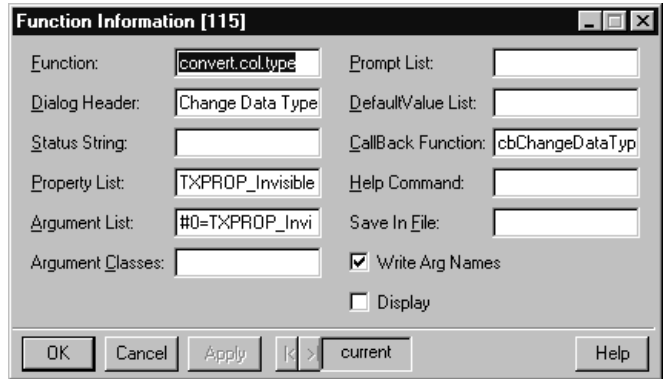 Function Information [115]
Function: convert.col.type Prompt List:
Dialog Header: Change Data Type DefaultValue List:
Status String: CallBack Function: cbChangeDataTyp
Property List: TXPROP_Invisible Help Command:
Argument List: #0=TXPROP_Invi Save In File:
Argument Classes: Write Arg Names
Display
OK Cancel Apply |< > current Help